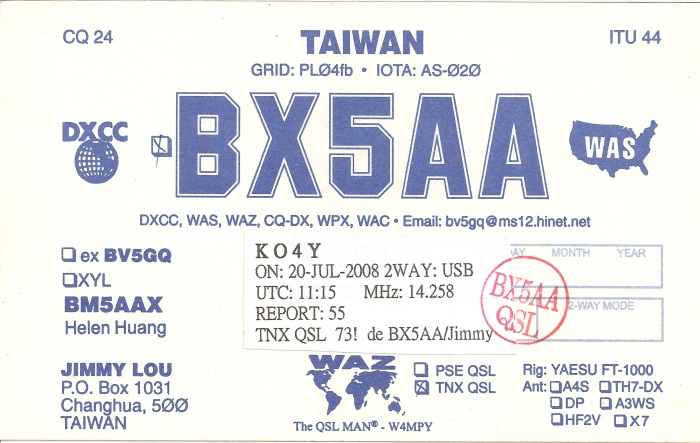 CQ 24
TAIWAN
ITU 44
GRID: PLØ4fb • IOTA: AS-Ø2Ø
DXCC
BX5AA
WAS
DXCC, WAS, WAZ, CQ-DX, WPX, WAC • Email: bv5gq@ms12.hinet.net
ex BV5GQ
XYL
BM5AAX
Helen Huang
JIMMY LOU
P.O. Box 1031
Changhua, 5ØØ
TAIWAN
KO4Y
ON: 20-JUL-2008 2WAY: USB
UTC: 11:15 MHz: 14.258
REPORT: 55
TNX QSL 73! de BX5AA/Jimmy
BX5AA
QSL
MONTH YEAR
2-WAY MODE
WAZ
The QSL MAN® - W4MPY
PSE QSL
TNX QSL
Rig: YAESU FT-1000
Ant: A4S TH7-DX
DP A3WS
HF2V X7